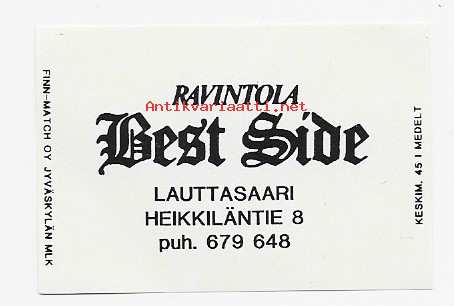 RAVINTOLA
Antikvariaatti.net
Best Side
LAUTTASAARI
HEIKKILÄNTIE 8
puh. 679 648
FINN-MATCH OY JYVÄSKYLÄN MLK
KESKIM. 45 I MEDELT